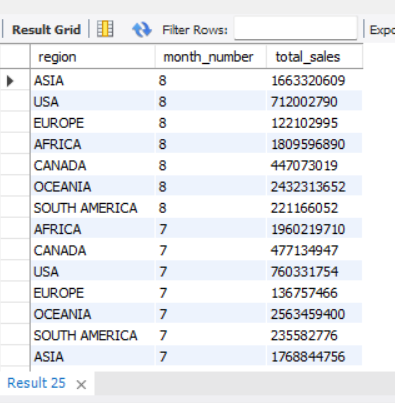 Result Grid Filter Rows: Expo
region month_number total_sales
ASIA 8 1663320609
USA 8 712002790
EUROPE 8 122102995
AFRICA 8 1809596890
CANADA 8 447073019
OCEANIA 8 2432313652
SOUTH AMERICA 8 221166052
AFRICA 7 1960219710
CANADA 7 477134947
USA 7 760331754
EUROPE 7 136757466
OCEANIA 7 2563459400
SOUTH AMERICA 7 235582776
ASIA 7 1768844756
Result 25 ×